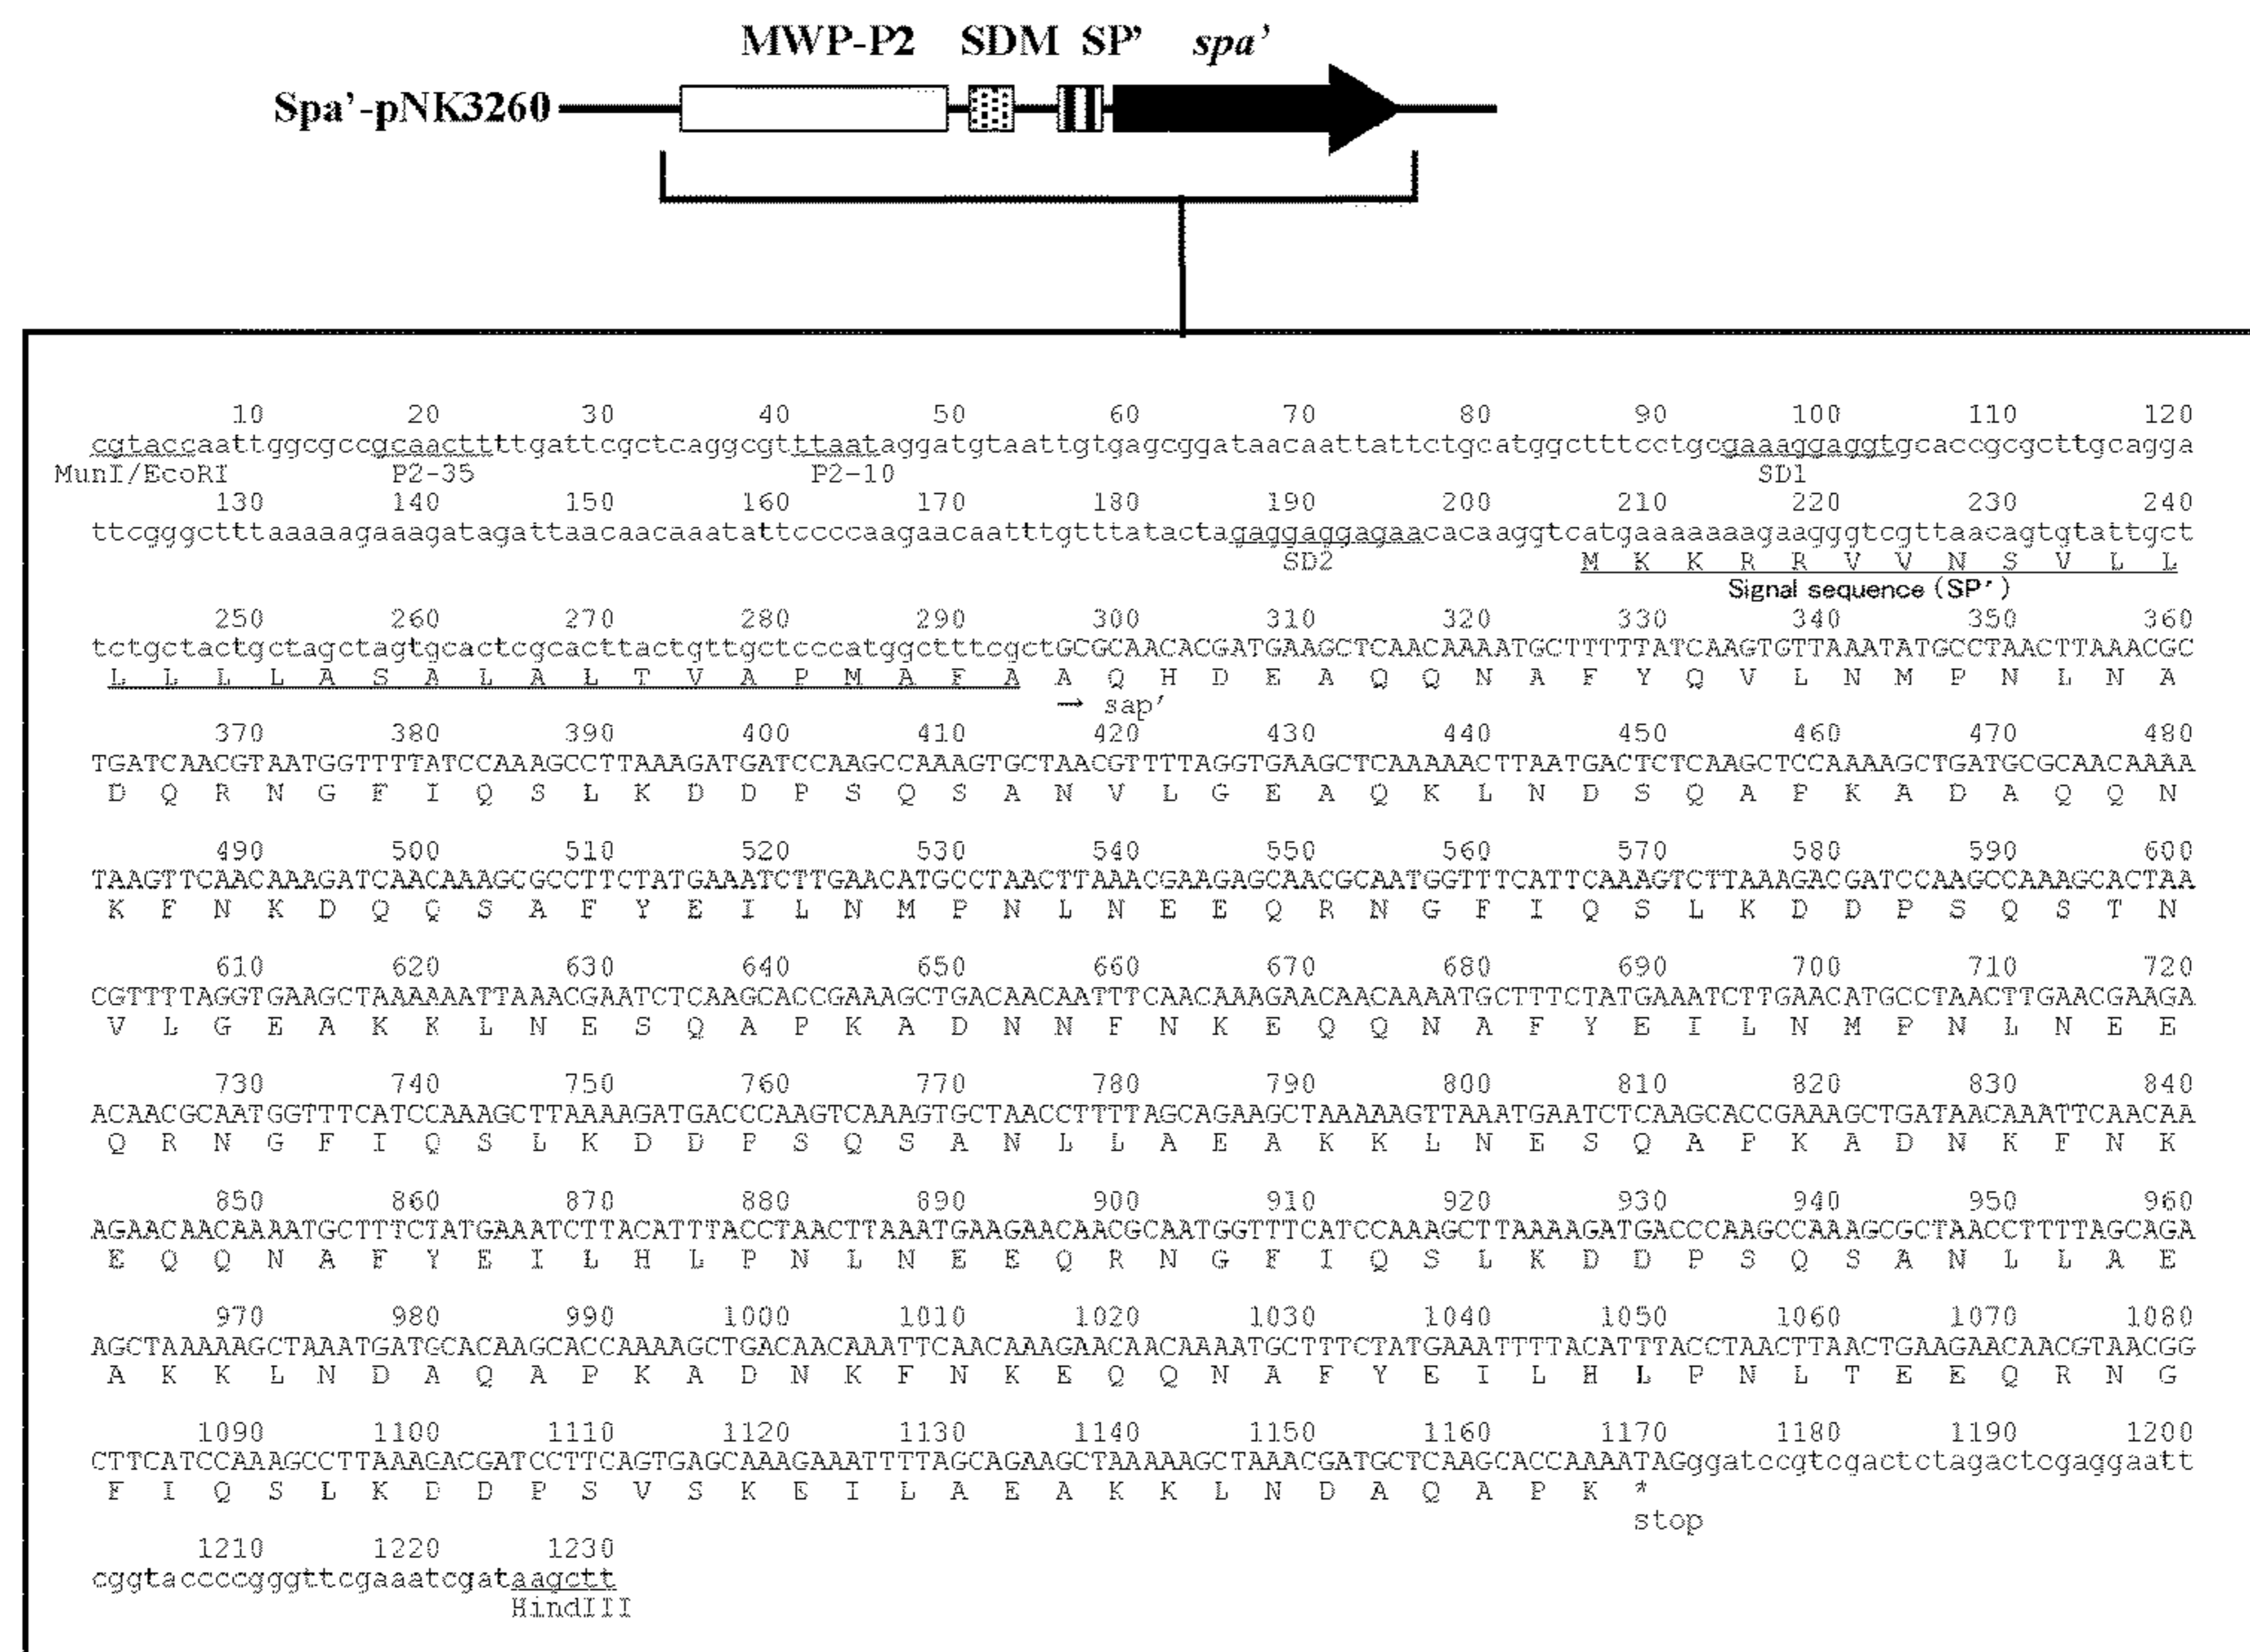 MWP-P2 SDM SP' spa'
Spa'-pNK3260
10 20 30 40 50 60 70 80 90 100 110 120
cgtaccaattggcgccgcaacttttgattcgctcaggcgtttaataggatgtaattgtgagcggataacaattattctgcatggctttcctgcgaaaggaggtgcaccgcgcttgcagga
MunI/EcoRI P2-35 P2-10 SD1
130 140 150 160 170 180 190 200 210 220 230 240
ttcgggctttaaaaagaaagatagattaacaacaaatattccccaagaacaatttgtttatactagaggaggagaacacaaggtcatgaaaaaaagaagggtcgttaacagtgtattgct
SD2 M K K R R V V N S V L L
Signal sequence (SP')
250 260 270 280 290 300 310 320 330 340 350 360
tctgctactgctagctagtgcactcgcacttactgttgctcccatggctttcgctGCGCAACACGATGAAGCTCAACAAAATGCTTTTTATCAAGTGTTAAATATGCCTAACTTAAACGC
L L L L A S A L A L T V A P M A F A A Q H D E A Q Q N A F Y Q V L N M P N L N A
→ sap'
370 380 390 400 410 420 430 440 450 460 470 480
TGATCAACGTAATGGTTTTATCCAAAGCCTTAAAGATGATCCAAGCCAAAGTGCTAACGTTTTAGGTGAAGCTCAAAAACTTAATGACTCTCAAGCTCCAAAAGCTGATGCGCAACAAAA
D Q R N G F I Q S L K D D P S Q S A N V L G E A Q K L N D S Q A P K A D A Q Q N
490 500 510 520 530 540 550 560 570 580 590 600
TAAGTTCAACAAAGATCAACAAAGCGCCTTCTATGAAATCTTGAACATGCCTAACTTAAACGAAGAGCAACGCAATGGTTTCATTCAAAGTCTTAAAGACGATCCAAGCCAAAGCACTAA
K F N K D Q Q S A F Y E I L N M P N L N E E Q R N G F I Q S L K D D P S Q S T N
610 620 630 640 650 660 670 680 690 700 710 720
CGTTTTAGGTGAAGCTAAAAAATTAAACGAATCTCAAGCACCGAAAGCTGACAACAATTTCAACAAAGAACAACAAAATGCTTTCTATGAAATCTTGAACATGCCTAACTTGAACGAAGA
V L G E A K K L N E S Q A P K A D N N F N K E Q Q N A F Y E I L N M P N L N E E
730 740 750 760 770 780 790 800 810 820 830 840
ACAACGCAATGGTTTCATCCAAAGCTTAAAAGATGACCCAAGTCAAAGTGCTAACCTTTTAGCAGAAGCTAAAAAGTTAAATGAATCTCAAGCACCGAAAGCTGATAACAAATTCAACAA
Q R N G F I Q S L K D D P S Q S A N L L A E A K K L N E S Q A P K A D N K F N K
850 860 870 880 890 900 910 920 930 940 950 960
AGAACAACAAAATGCTTTCTATGAAATCTTACATTTACCTAACTTAAATGAAGAACAACGCAATGGTTTCATCCAAAGCTTAAAAGATGACCCAAGCCAAAGCGCTAACCTTTTAGCAGA
E Q Q N A F Y E I L H L P N L N E E Q R N G F I Q S L K D D P S Q S A N L L A E
970 980 990 1000 1010 1020 1030 1040 1050 1060 1070 1080
AGCTAAAAAGCTAAATGATGCACAAGCACCAAAAGCTGACAACAAATTCAACAAAGAACAACAAAATGCTTTCTATGAAATTTTACATTTACCTAACTTAACTGAAGAACAACGTAACGG
A K K L N D A Q A P K A D N K F N K E Q Q N A F Y E I L H L P N L T E E Q R N G
1090 1100 1110 1120 1130 1140 1150 1160 1170 1180 1190 1200
CTTCATCCAAAGCCTTAAAGACGATCCTTCAGTGAGCAAAGAAATTTTAGCAGAAGCTAAAAAGCTAAACGATGCTCAAGCACCAAAATAGggatccgtcgactctagactcgaggaatt
F I Q S L K D D P S V S K E I L A E A K K L N D A Q A P K *
stop
1210 1220 1230
cggtaccccgggttcgaaatcgataagctt
HindIII